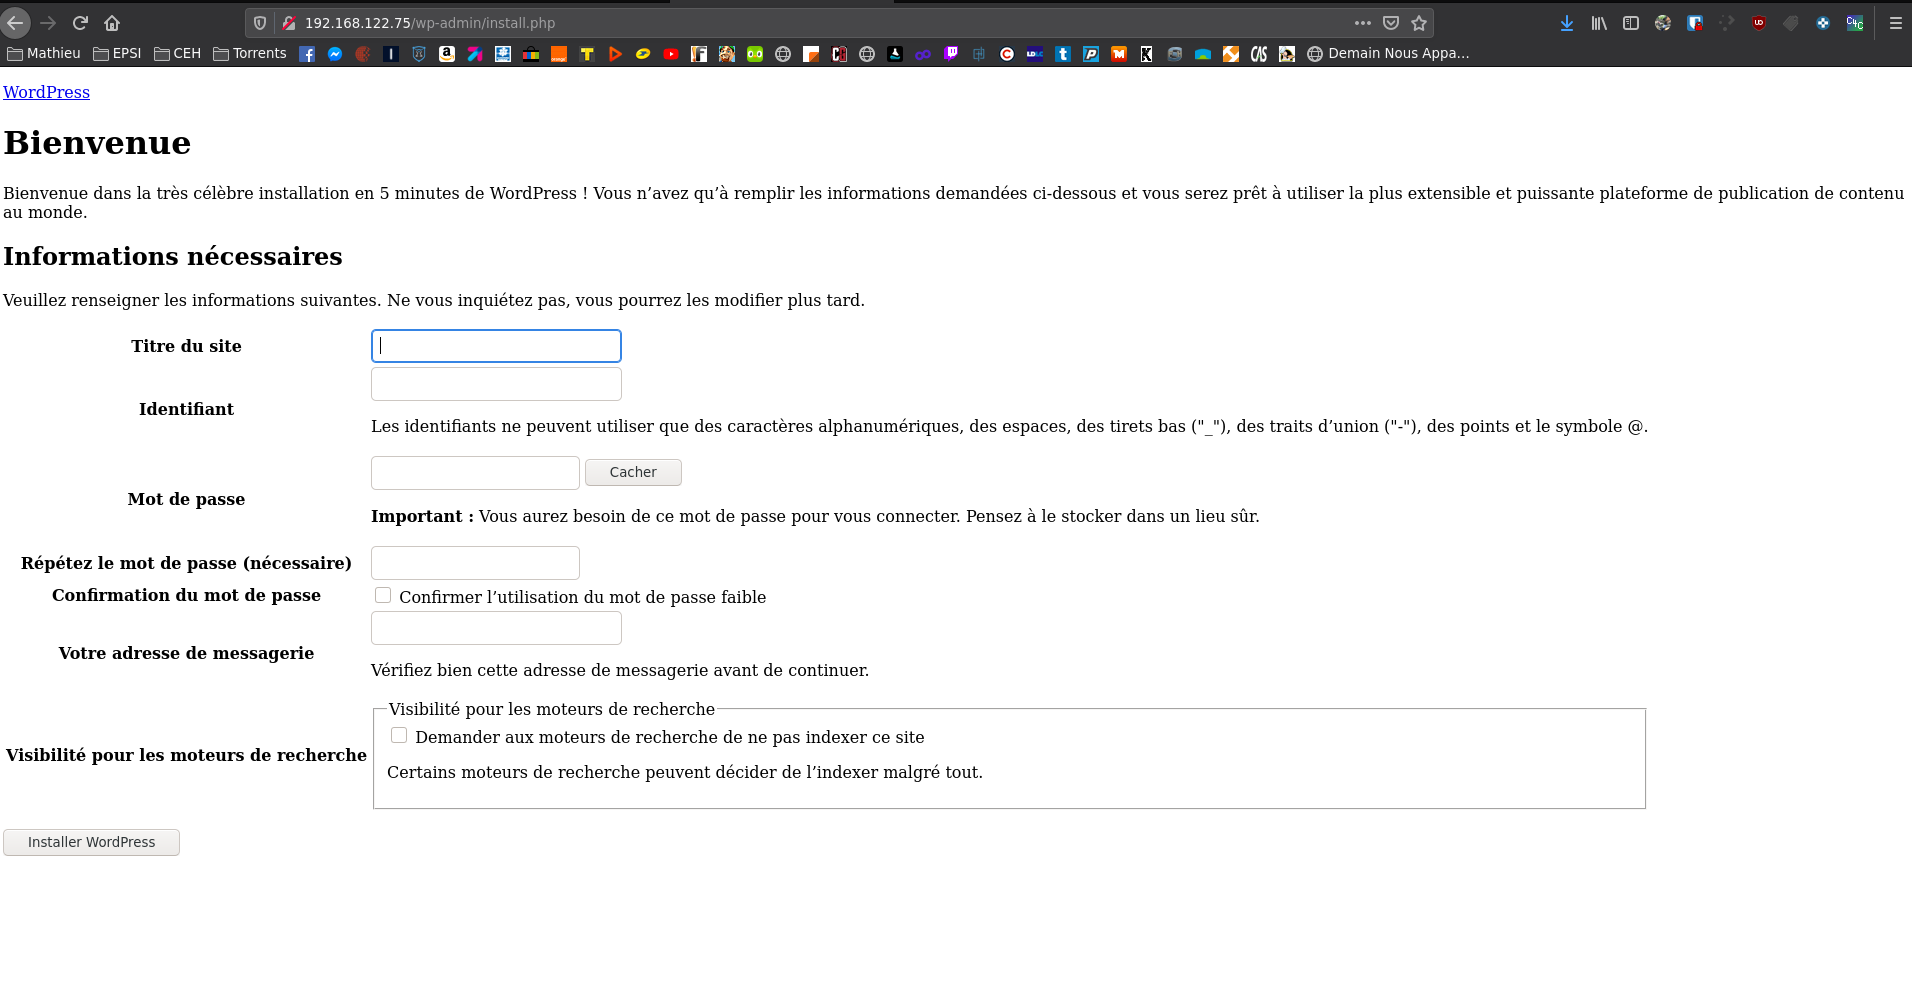 192.168.122.75/wp-admin/install.php
Mathieu EPSI CEH Torrents Demain Nous Appa...
WordPress
Bienvenue
Bienvenue dans la très célèbre installation en 5 minutes de WordPress ! Vous n’avez qu’à remplir les informations demandées ci-dessous et vous serez prêt à utiliser la plus extensible et puissante plateforme de publication de contenu
au monde.
Informations nécessaires
Veuillez renseigner les informations suivantes. Ne vous inquiétez pas, vous pourrez les modifier plus tard.
Titre du site
Identifiant
Les identifiants ne peuvent utiliser que des caractères alphanumériques, des espaces, des tirets bas ("_"), des traits d’union ("-"), des points et le symbole @.
Cacher
Mot de passe
Important : Vous aurez besoin de ce mot de passe pour vous connecter. Pensez à le stocker dans un lieu sûr.
Répétez le mot de passe (nécessaire)
Confirmation du mot de passe
Confirmer l’utilisation du mot de passe faible
Votre adresse de messagerie
Vérifiez bien cette adresse de messagerie avant de continuer.
Visibilité pour les moteurs de recherche
Visibilité pour les moteurs de recherche
Demander aux moteurs de recherche de ne pas indexer ce site
Certains moteurs de recherche peuvent décider de l’indexer malgré tout.
Installer WordPress